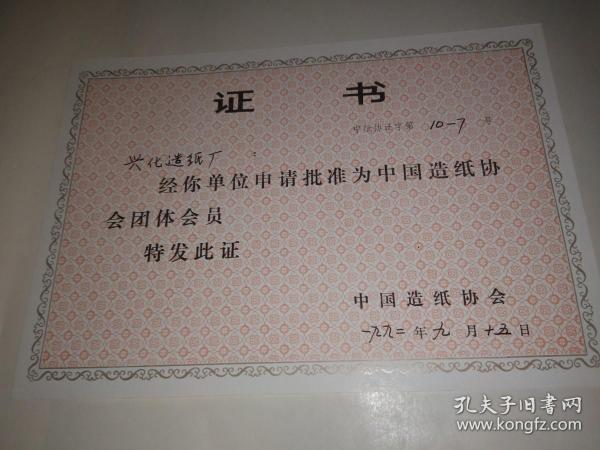 证 书
中纸协证字第 10-7 号
兴化造纸厂：
经你单位申请批准为中国造纸协
会团体会员
特发此证
中国造纸协会
一九九二年九月十五日
孔夫子旧书网
www.kongfz.com